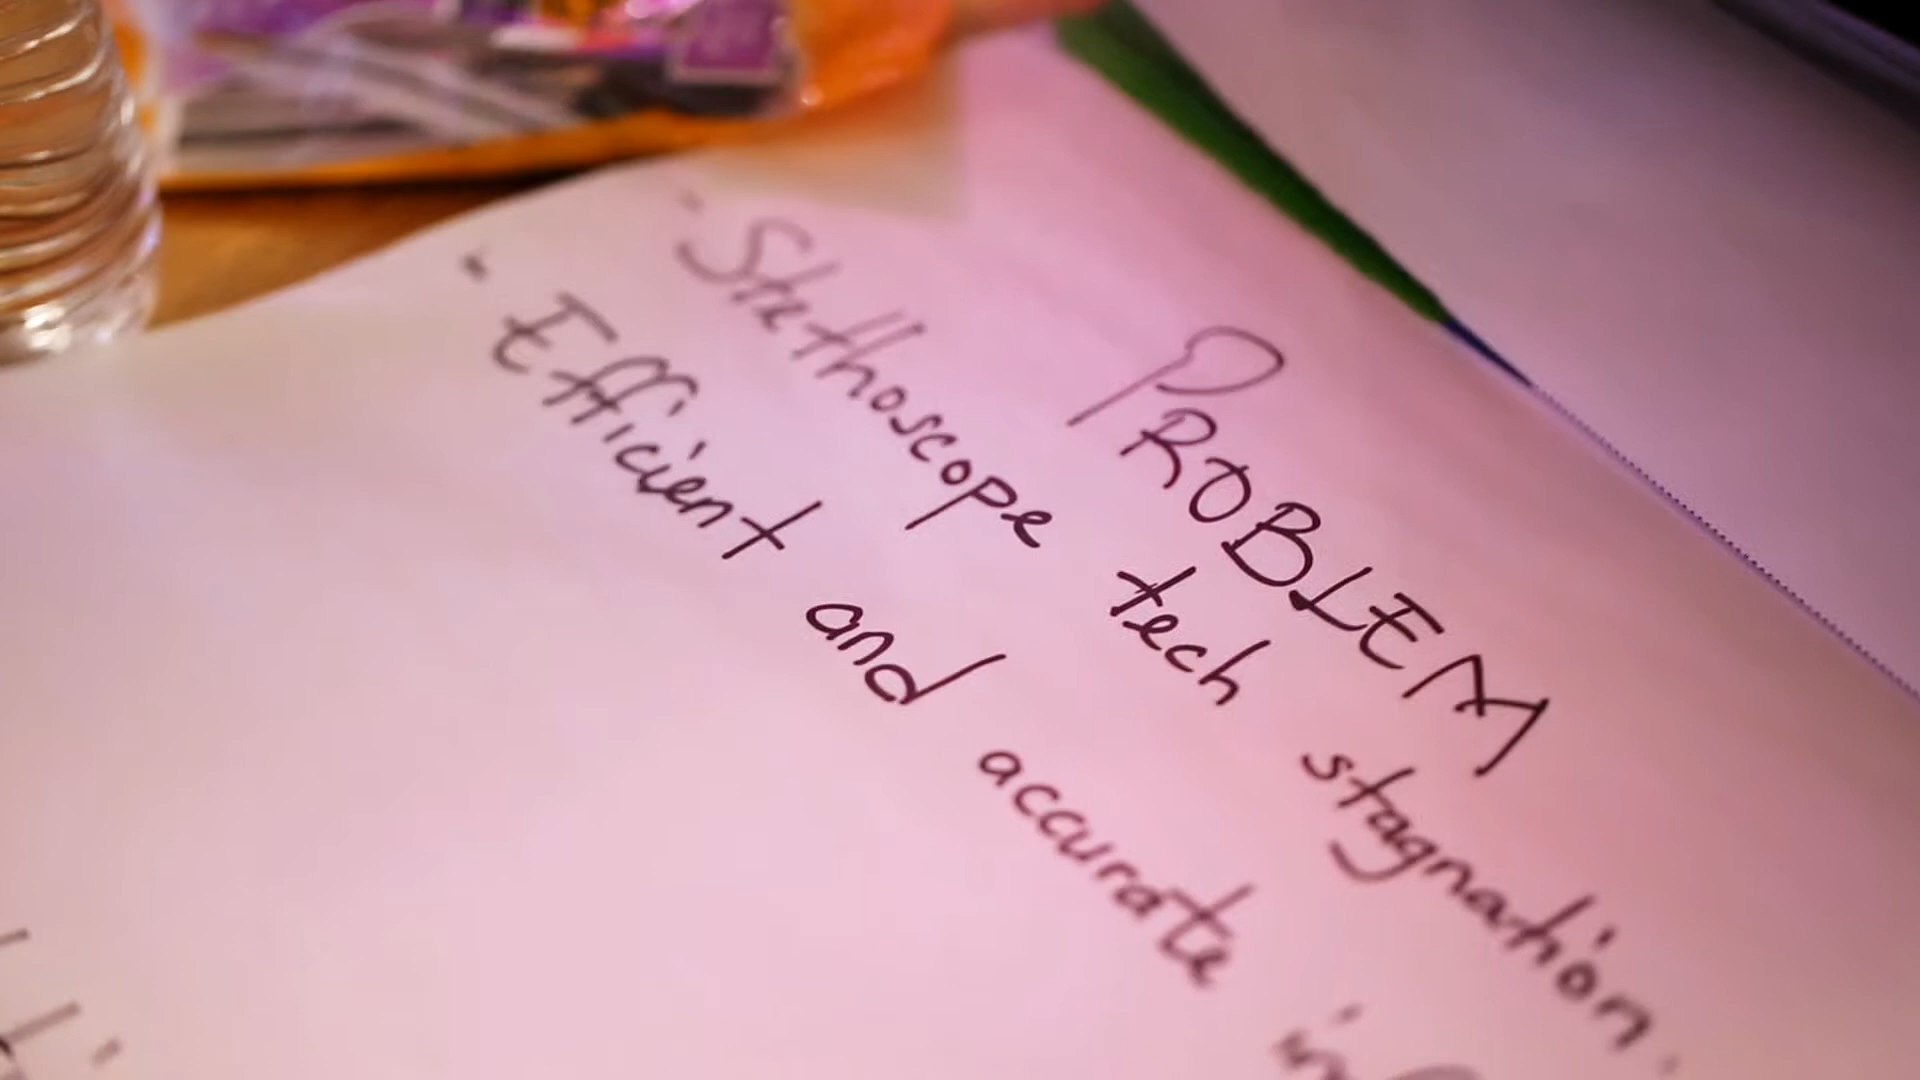 PROBLEM
- Stethoscope tech stagnation.
- Efficient and accurate